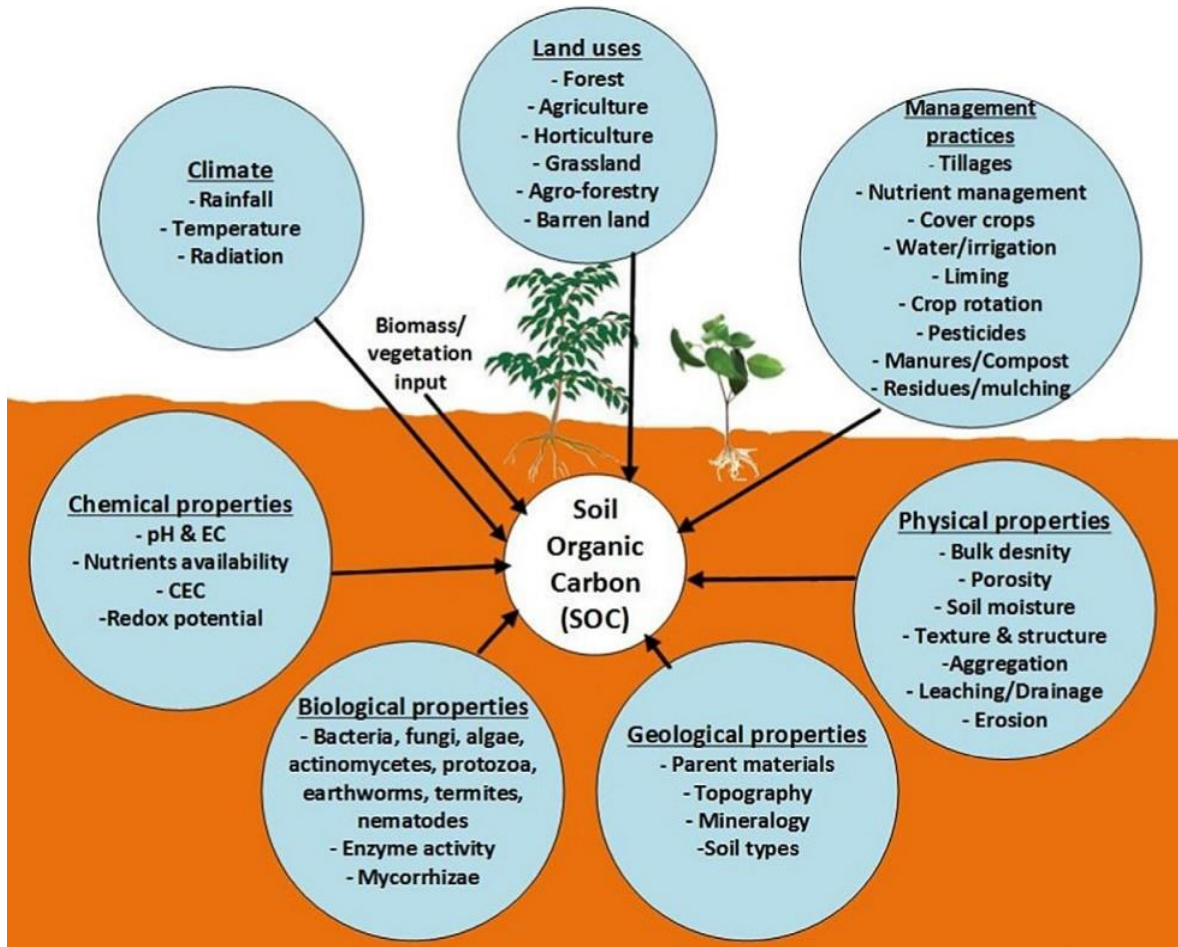 Land uses
- Forest
- Agriculture
- Horticulture
- Grassland
- Agro-forestry
- Barren land
Management
practices
- Tillages
- Nutrient management
- Cover crops
- Water/irrigation
- Liming
- Crop rotation
- Pesticides
- Manures/Compost
- Residues/mulching
Climate
- Rainfall
- Temperature
- Radiation
Biomass/
vegetation
input
Chemical properties
- pH & EC
- Nutrients availability
- CEC
-Redox potential
Soil
Organic
Carbon
(SOC)
Physical properties
- Bulk desnity
- Porosity
- Soil moisture
- Texture & structure
-Aggregation
- Leaching/Drainage
- Erosion
Biological properties
- Bacteria, fungi, algae,
actinomycetes, protozoa,
earthworms, termites,
nematodes
- Enzyme activity
- Mycorrhizae
Geological properties
- Parent materials
- Topography
- Mineralogy
-Soil types